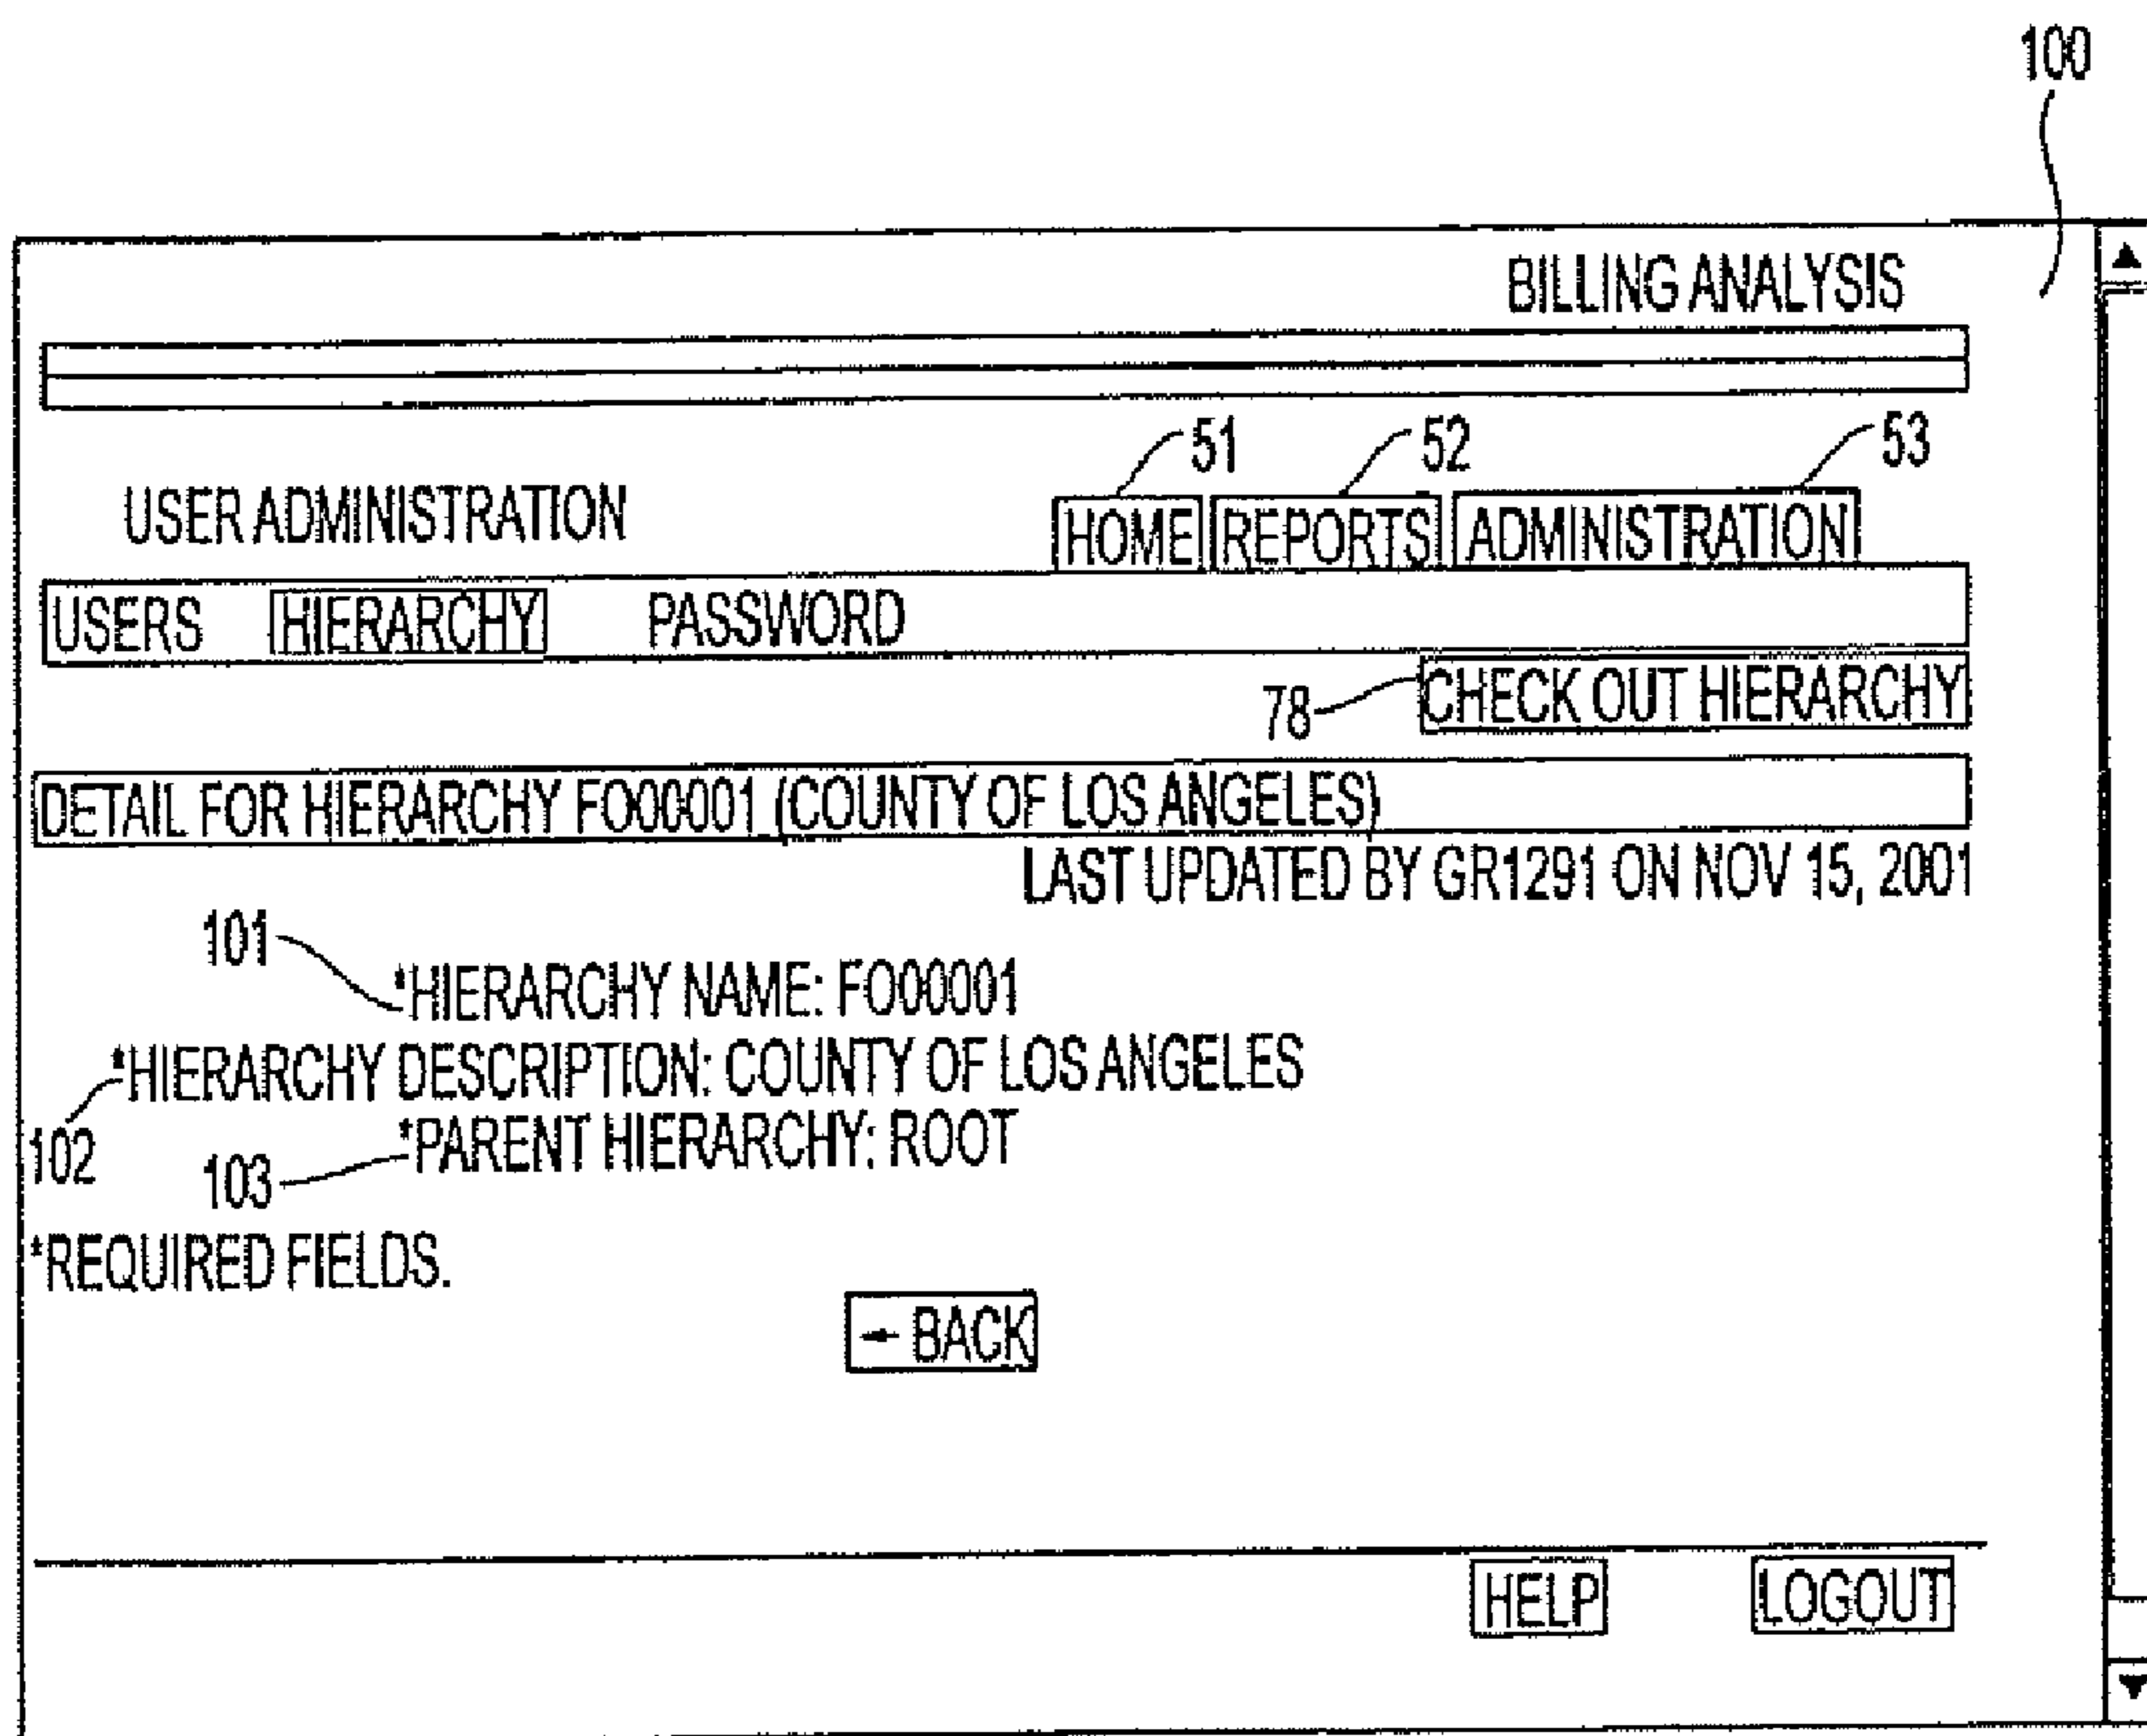 100
BILLING ANALYSIS
51 52 53
USER ADMINISTRATION HOME REPORTS ADMINISTRATION
USERS HIERARCHY PASSWORD
78 CHECK OUT HIERARCHY
DETAIL FOR HIERARCHY FO00001 (COUNTY OF LOS ANGELES)
LAST UPDATED BY GR1291 ON NOV 15, 2001
101
*HIERARCHY NAME: FO00001
*HIERARCHY DESCRIPTION: COUNTY OF LOS ANGELES
102
*PARENT HIERARCHY: ROOT
103
*REQUIRED FIELDS.
← BACK
HELP LOGOUT